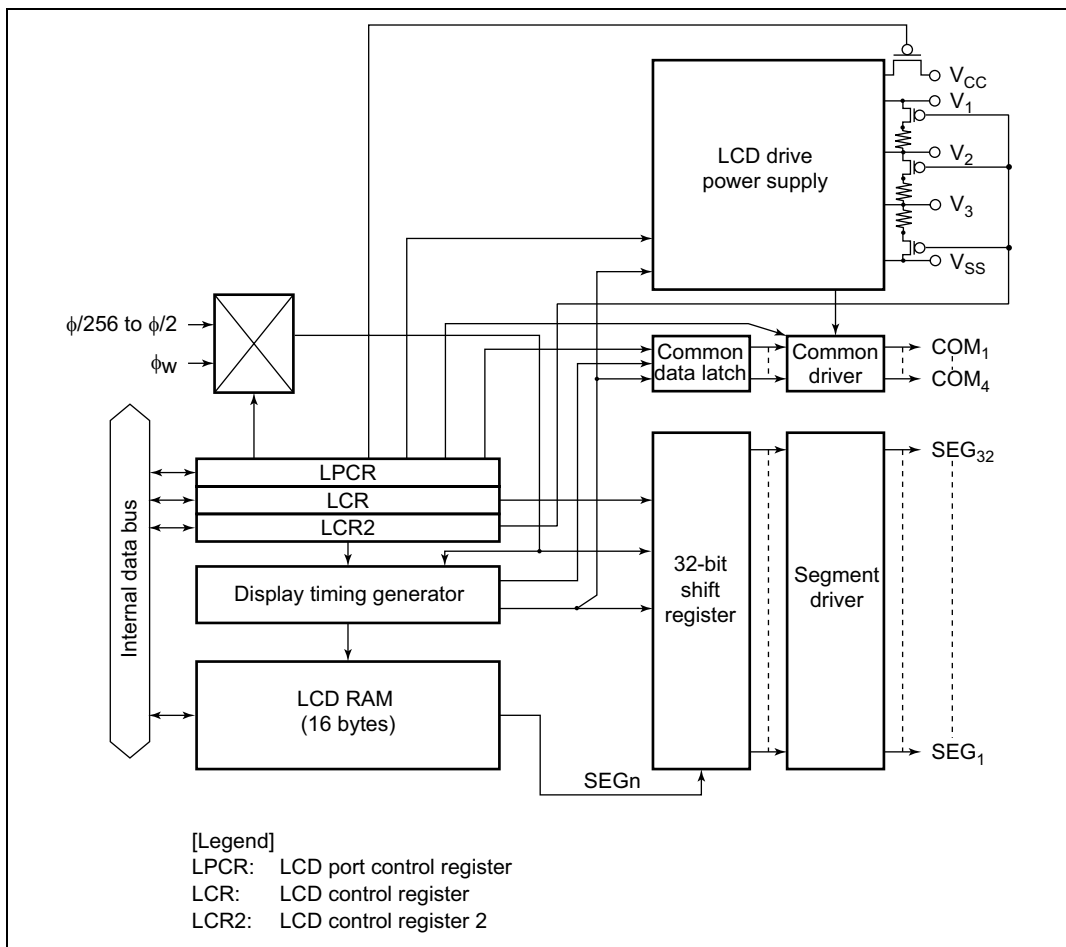 V_CC
V_1
LCD drive
power supply
V_2
V_3
V_SS
ϕ/256 to ϕ/2
ϕ_W
Common
data latch
Common
driver
COM_1
COM_4
Internal data bus
LPCR
LCR
LCR2
Display timing generator
LCD RAM
(16 bytes)
SEGn
32-bit
shift
register
Segment
driver
SEG_32
SEG_1
[Legend]
LPCR: LCD port control register
LCR: LCD control register
LCR2: LCD control register 2